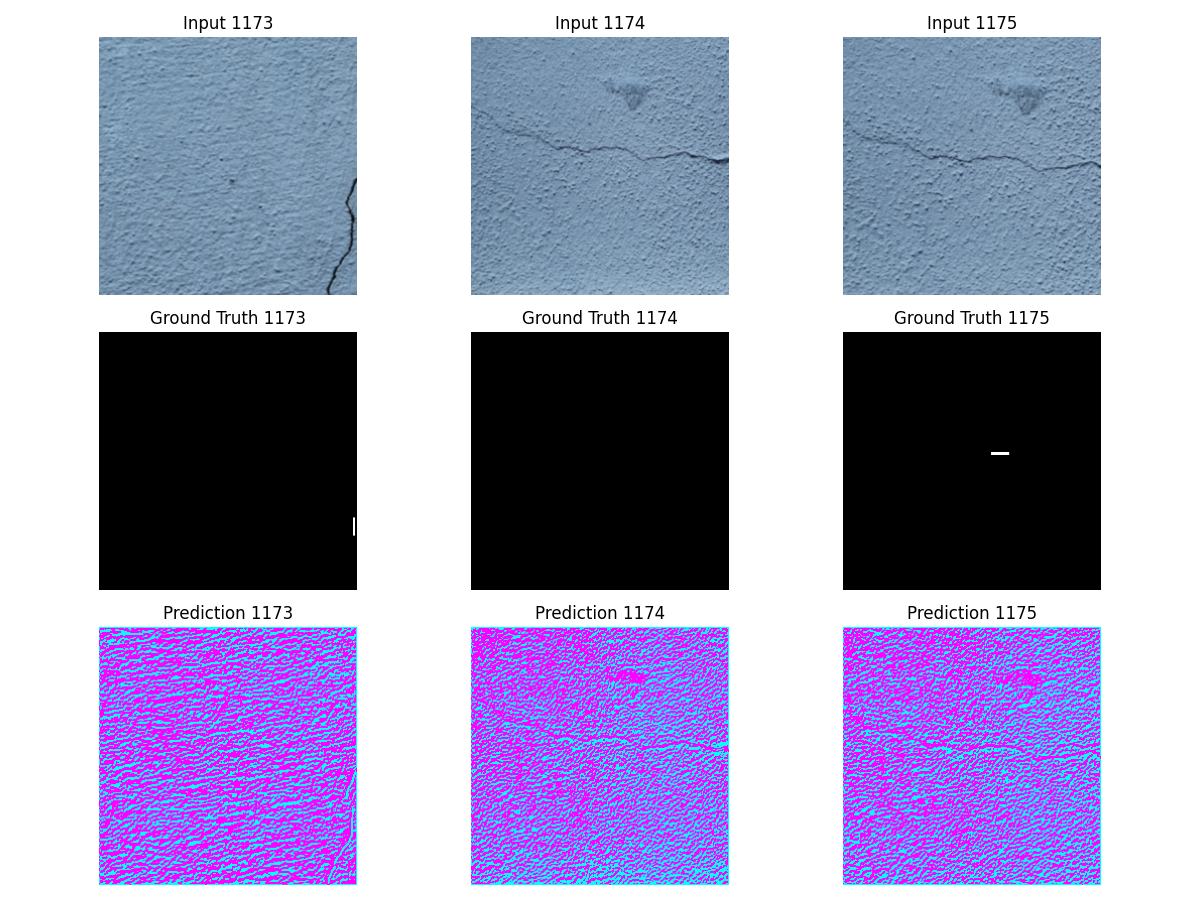 Input 1173
Input 1174
Input 1175
Ground Truth 1173
Ground Truth 1174
Ground Truth 1175
Prediction 1173
Prediction 1174
Prediction 1175